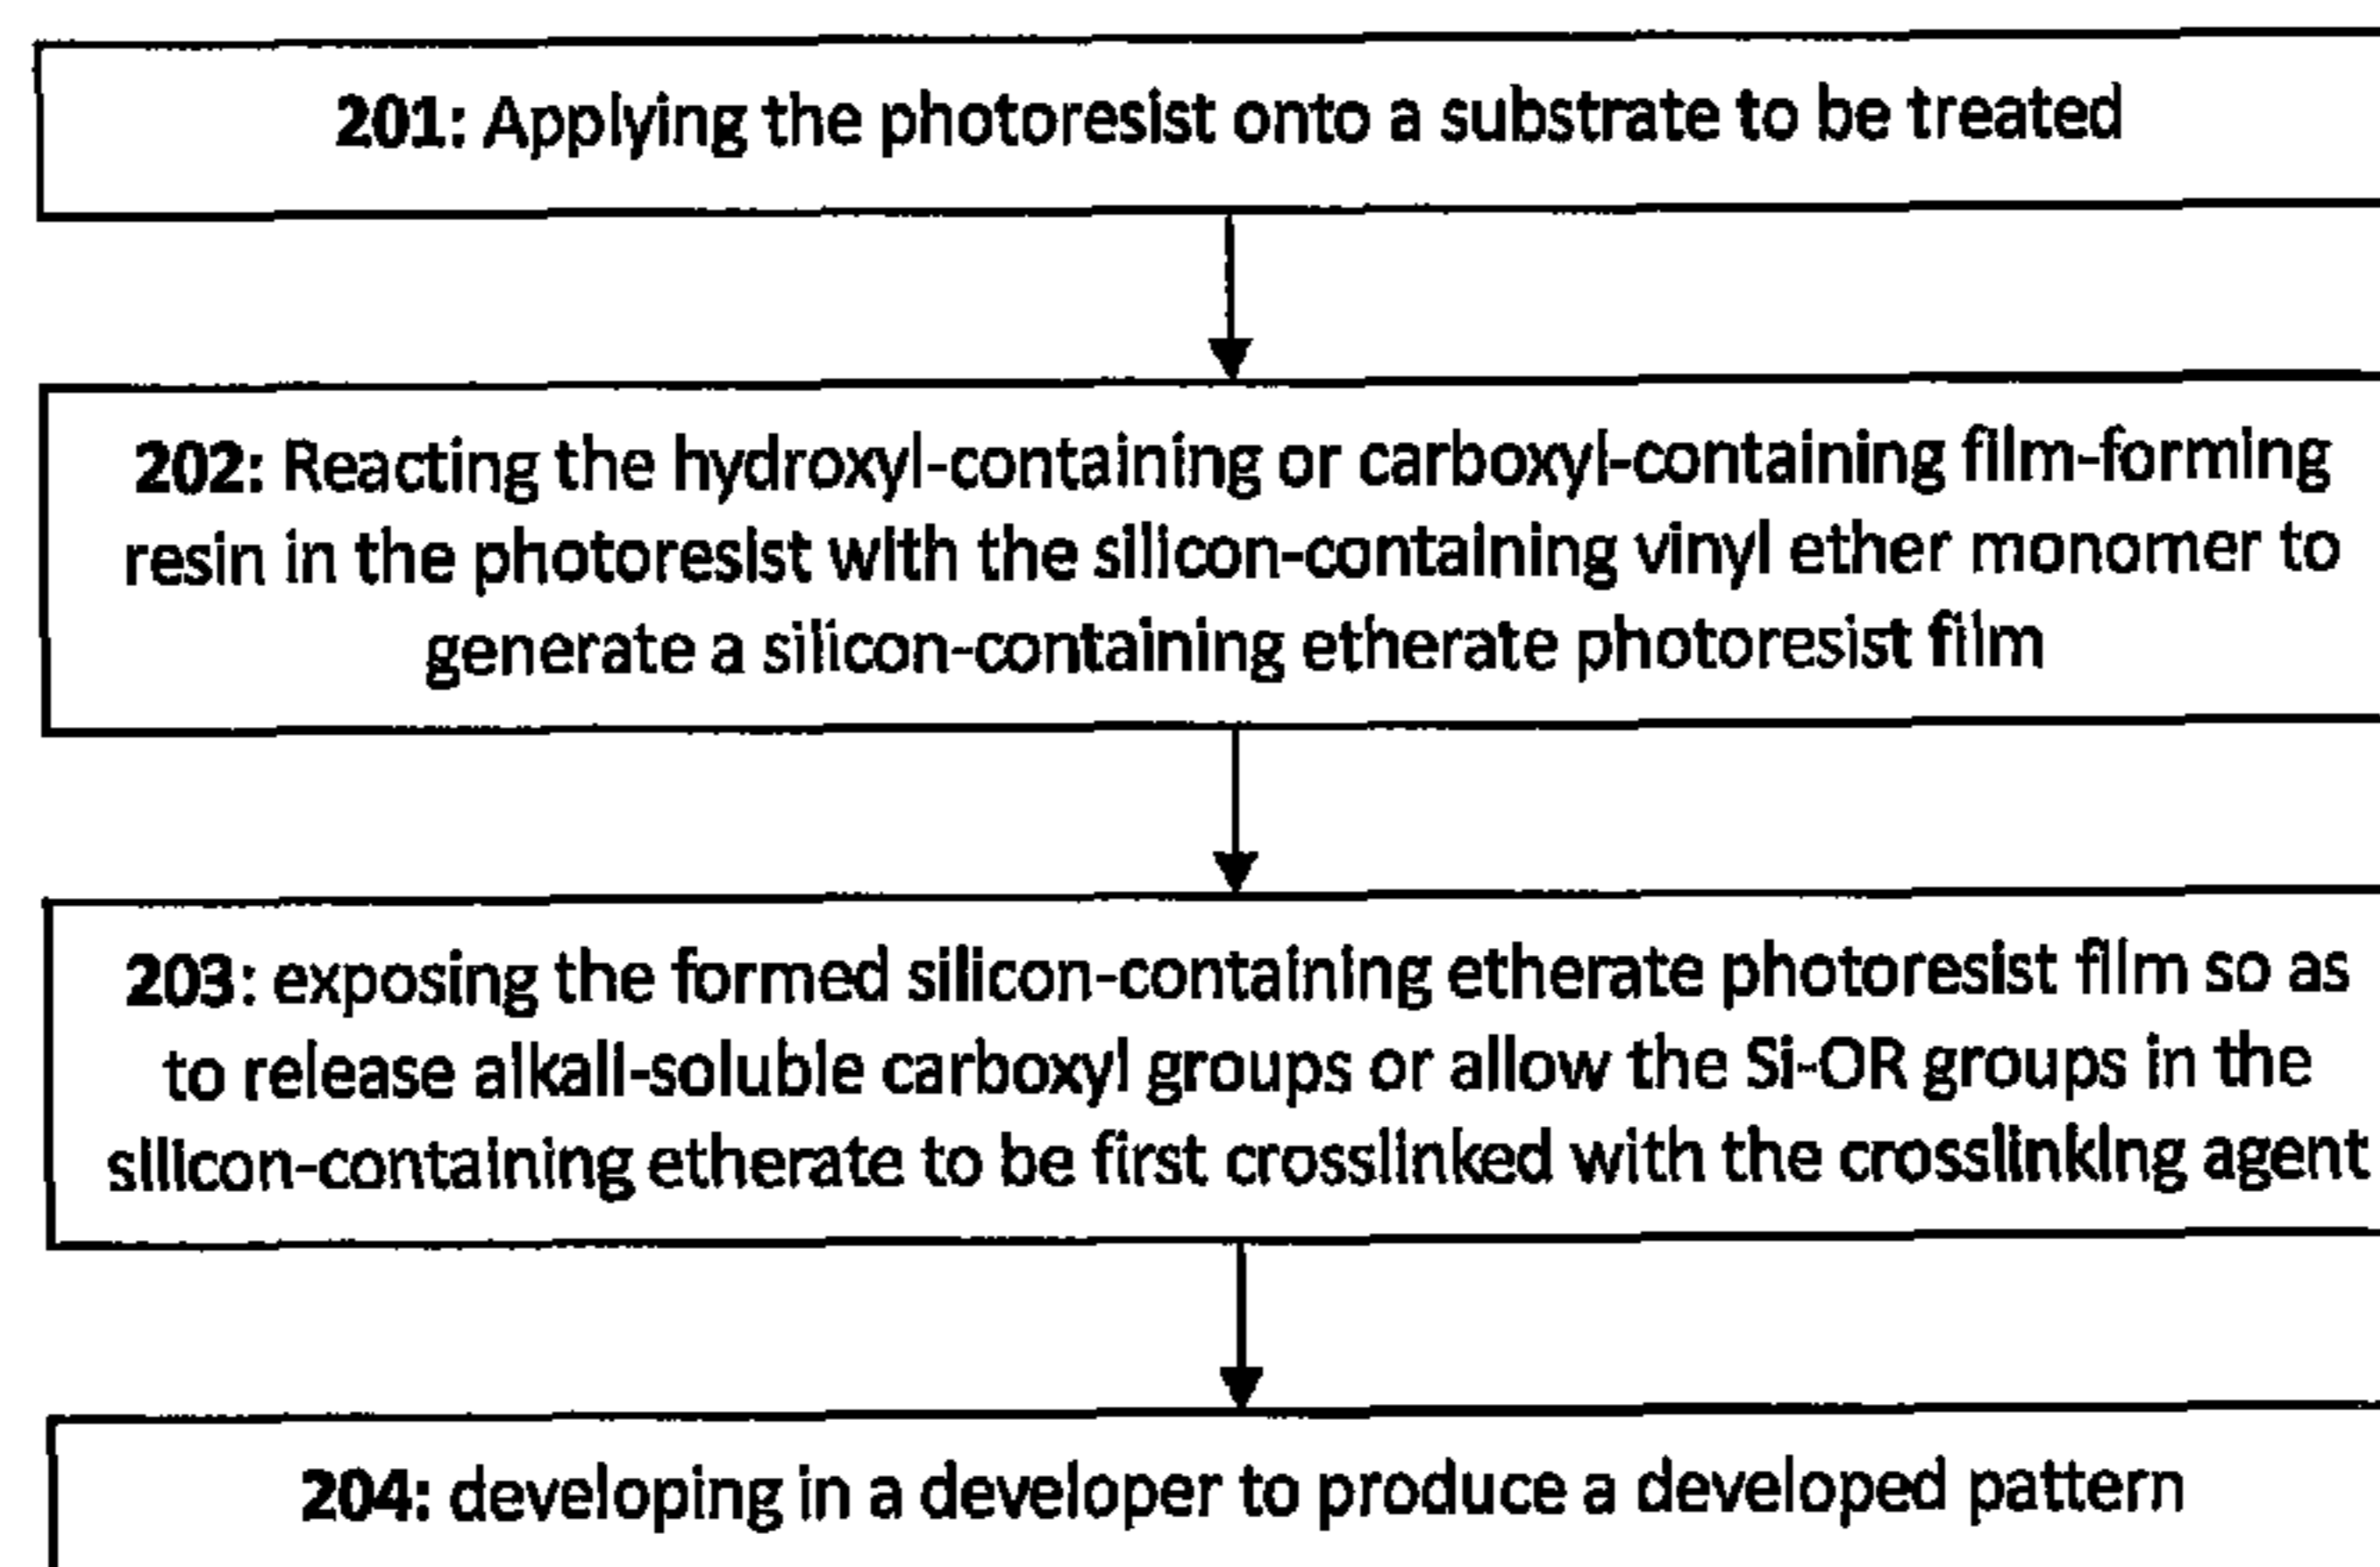 201: Applying the photoresist onto a substrate to be treated
202: Reacting the hydroxyl-containing or carboxyl-containing film-forming
resin in the photoresist with the silicon-containing vinyl ether monomer to
generate a silicon-containing etherate photoresist film
203: exposing the formed silicon-containing etherate photoresist film so as
to release alkali-soluble carboxyl groups or allow the Si-OR groups in the
silicon-containing etherate to be first crosslinked with the crosslinking agent
204: developing in a developer to produce a developed pattern